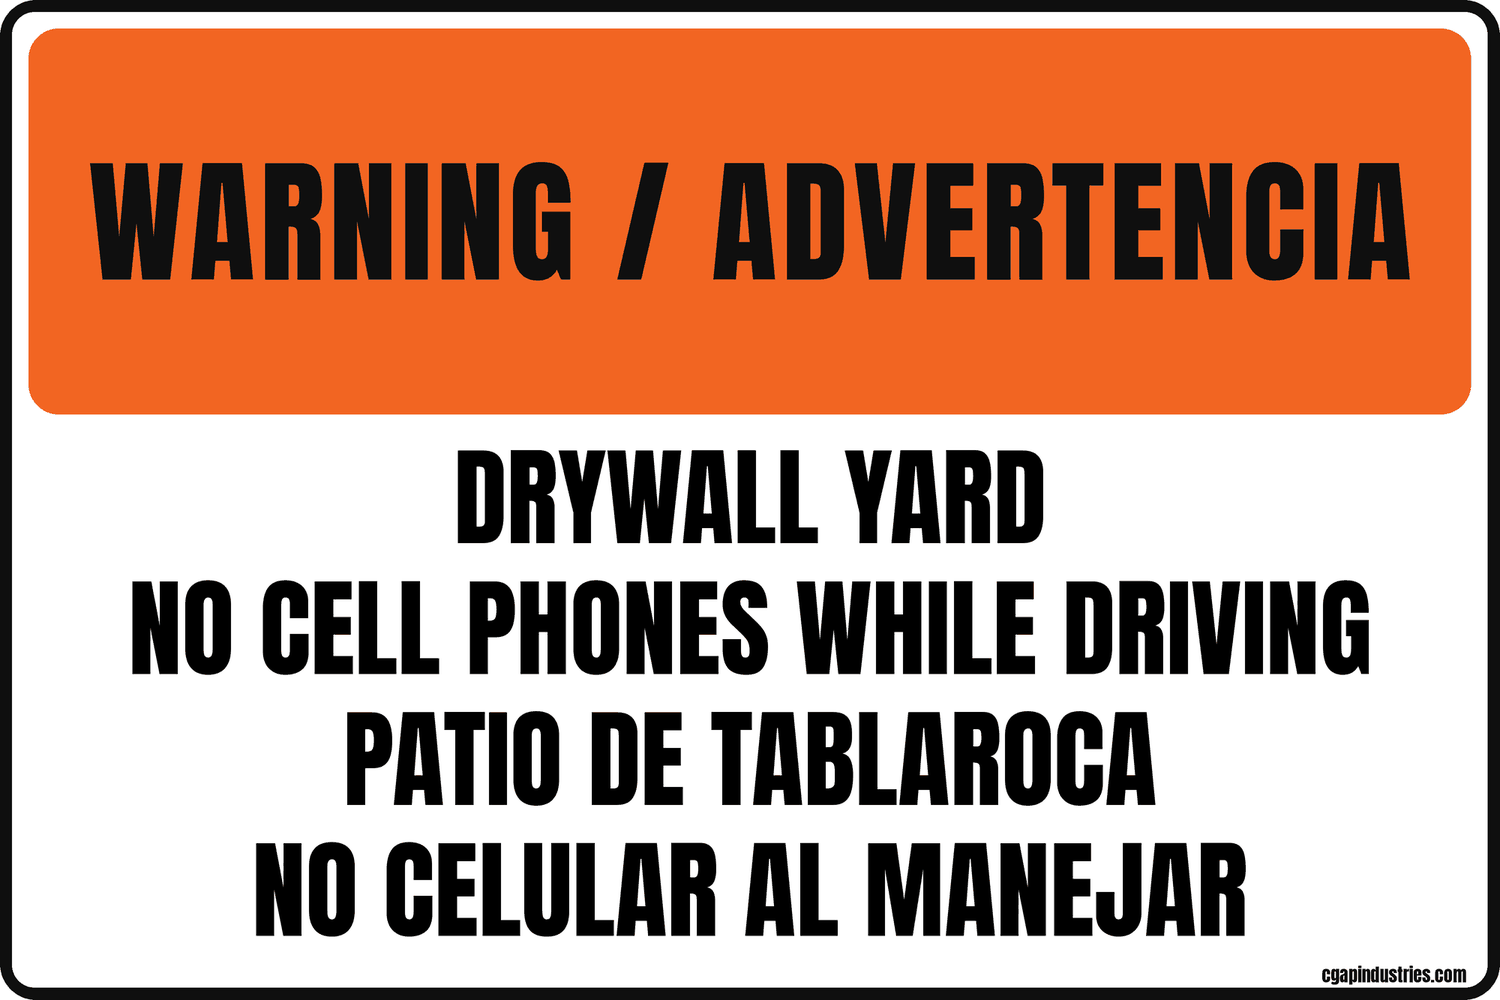 WARNING / ADVERTENCIA
DRYWALL YARD
NO CELL PHONES WHILE DRIVING
PATIO DE TABLAROCA
NO CELULAR AL MANEJAR
cgapindustries.com